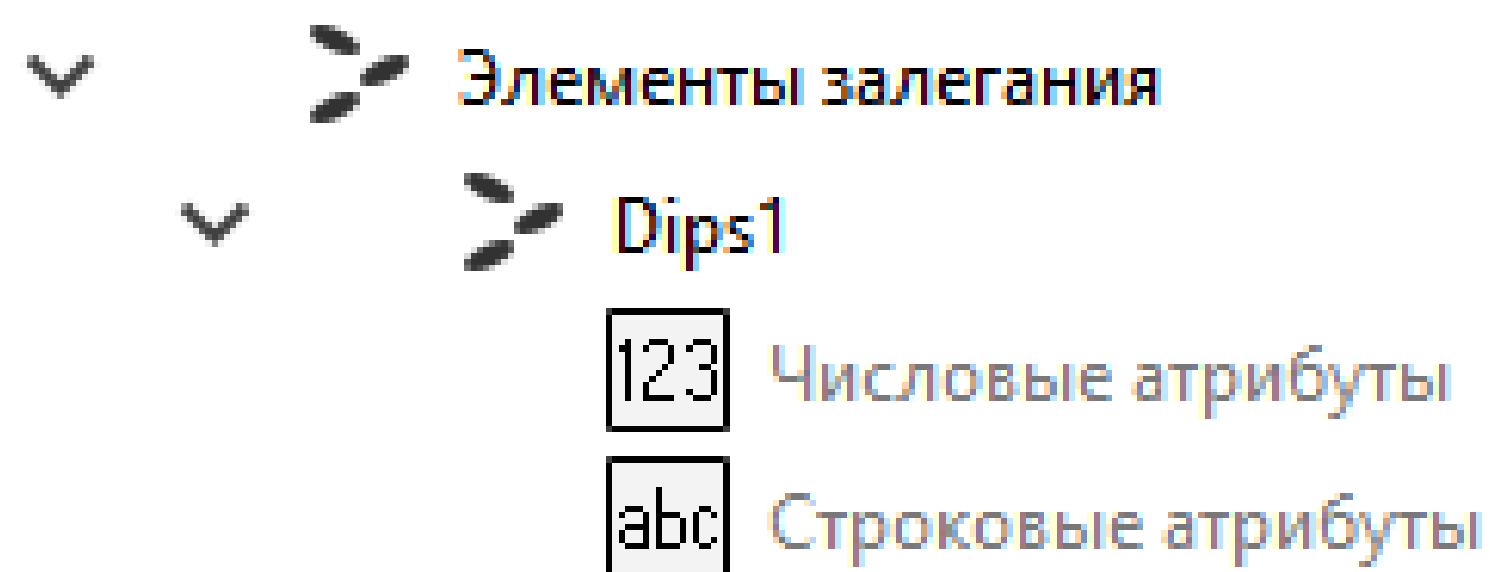 Элементы залегания
Dips1
123 Числовые атрибуты
abc Строковые атрибуты